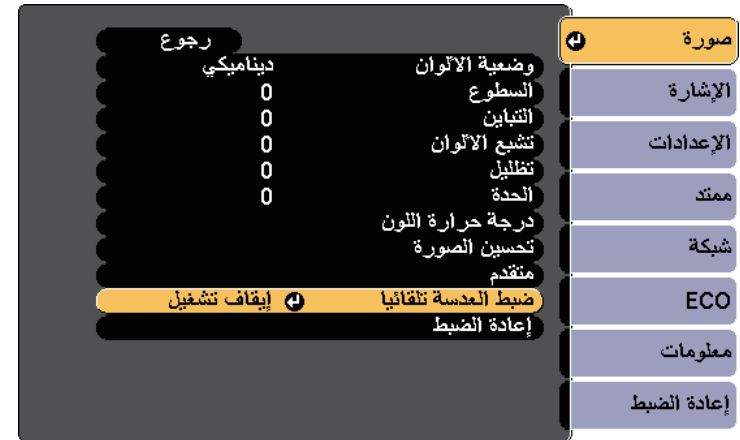 صورة
الإشارة
الإعدادات
ممتد
شبكة
ECO
معلومات
إعادة الضبط
رجوع
وضعية الألوان ديناميكي
السطوع 0
التباين 0
تشبع الألوان 0
تظليل 0
الحدة 0
درجة حرارة اللون
تحسين الصورة
متقدم
ضبط العدسة تلقائيا إيقاف تشغيل
إعادة الضبط